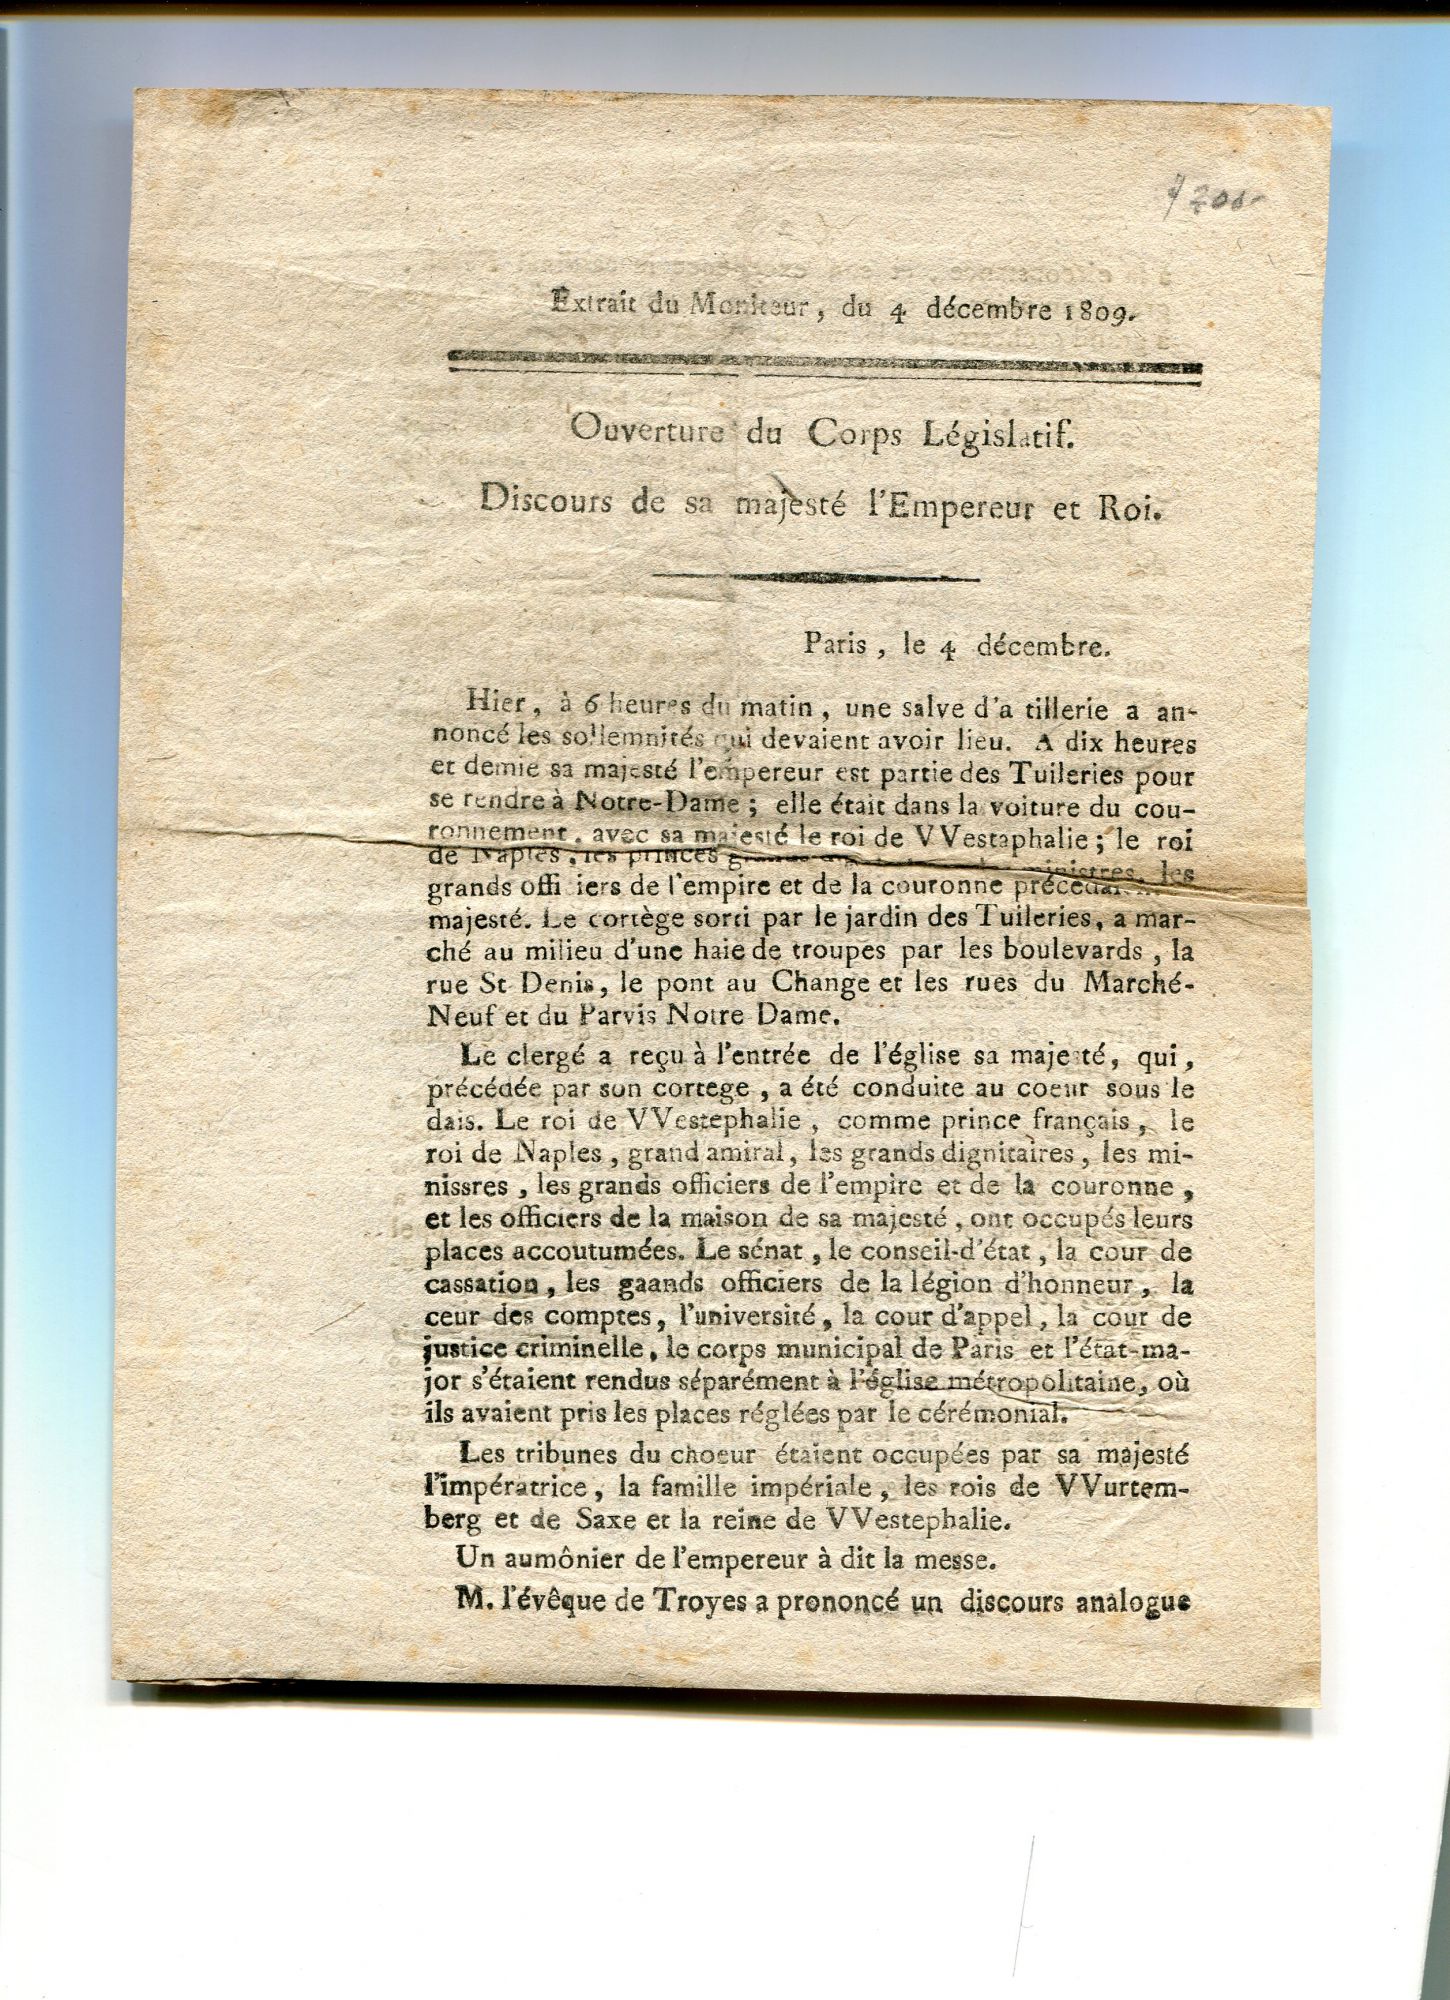 Extrait du Moniteur, du 4 décembre 1809.
Ouverture du Corps Législatif.
Discours de sa majesté l'Empereur et Roi.
Paris, le 4 décembre.
Hier, à 6 heures du matin, une salve d'a tillerie a an-
noncé les sollemnités qui devaient avoir lieu. A dix heures
et demie sa majesté l'empereur est partie des Tuileries pour
se rendre à Notre-Dame; elle était dans la voiture du cou-
ronnement, avec sa majesté le roi de VVestaphalie; le roi
de Naples, les princes ministres, les
grands offi iers de l'empire et de la couronne
majesté. Le cortège sorti par le jardin des Tuileries, a mar-
ché au milieu d'une haie de troupes par les boulevards, la
rue St-Denis, le pont au Change et les rues du Marché-
Neuf et du Parvis Notre Dame.
Le clergé a reçu à l'entrée de l'église sa majesté, qui,
précédée par son cortege, a été conduite au coeur sous le
dais. Le roi de VVestephalie, comme prince français, le
roi de Naples, grand amiral, les grands dignitaires, les mi-
nissres, les grands officiers de l'empire et de la couronne,
et les officiers de la maison de sa majesté, ont occupés leurs
places accoutumées. Le sénat, le conseil-d'état, la cour de
cassation, les gaands officiers de la légion d'honneur, la
ceur des comptes, l'université, la cour d'appel, la cour de
justice criminelle, le corps municipal de Paris et l'état-ma-
jor s'étaient rendus séparément à l'église métropolitaine, où
ils avaient pris les places réglées par le cérémonial.
Les tribunes du choeur étaient occupées par sa majesté
l'impératrice, la famille impériale, les rois de VVurtem-
berg et de Saxe et la reine de VVestephalie.
Un aumônier de l'empereur à dit la messe.
M. l'évêque de Troyes a prononcé un discours analogue